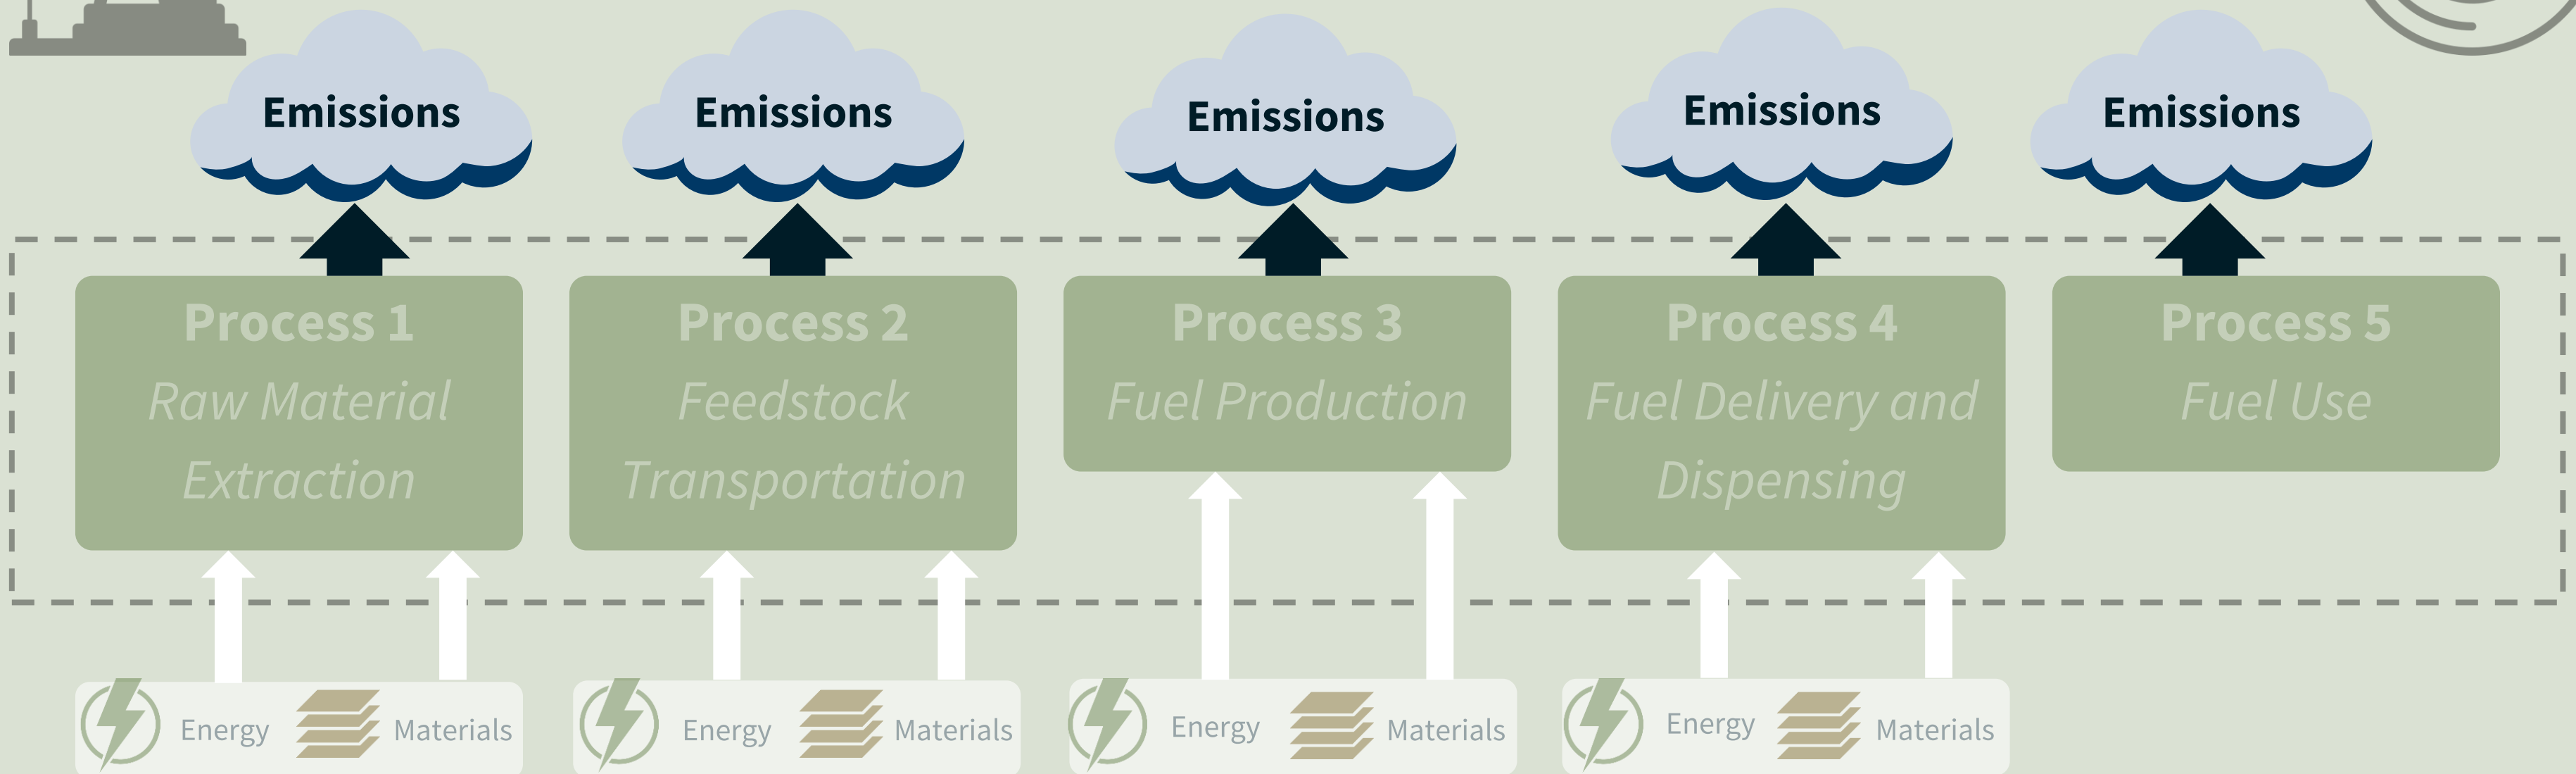 Emissions
Emissions
Emissions
Emissions
Emissions
Process 1
Raw Material
Extraction
Process 2
Feedstock
Transportation
Process 3
Fuel Production
Process 4
Fuel Delivery and
Dispensing
Process 5
Fuel Use
Energy
Materials
Energy
Materials
Energy
Materials
Energy
Materials